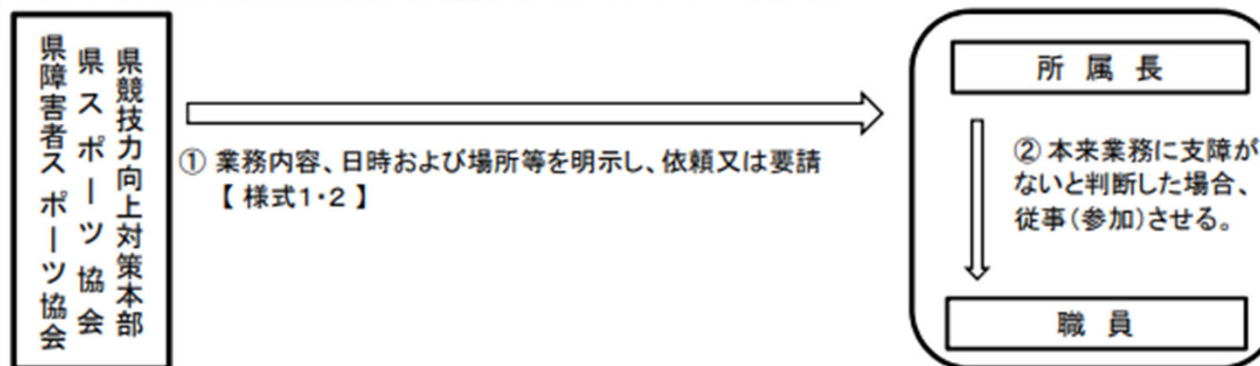 県競技力向上対策本部
県スポーツ協会
県障害者スポーツ協会
① 業務内容、日時および場所等を明示し、依頼又は要請
【 様式1・2 】
所 属 長
② 本来業務に支障が
ないと判断した場合、
従事(参加)させる。
職 員